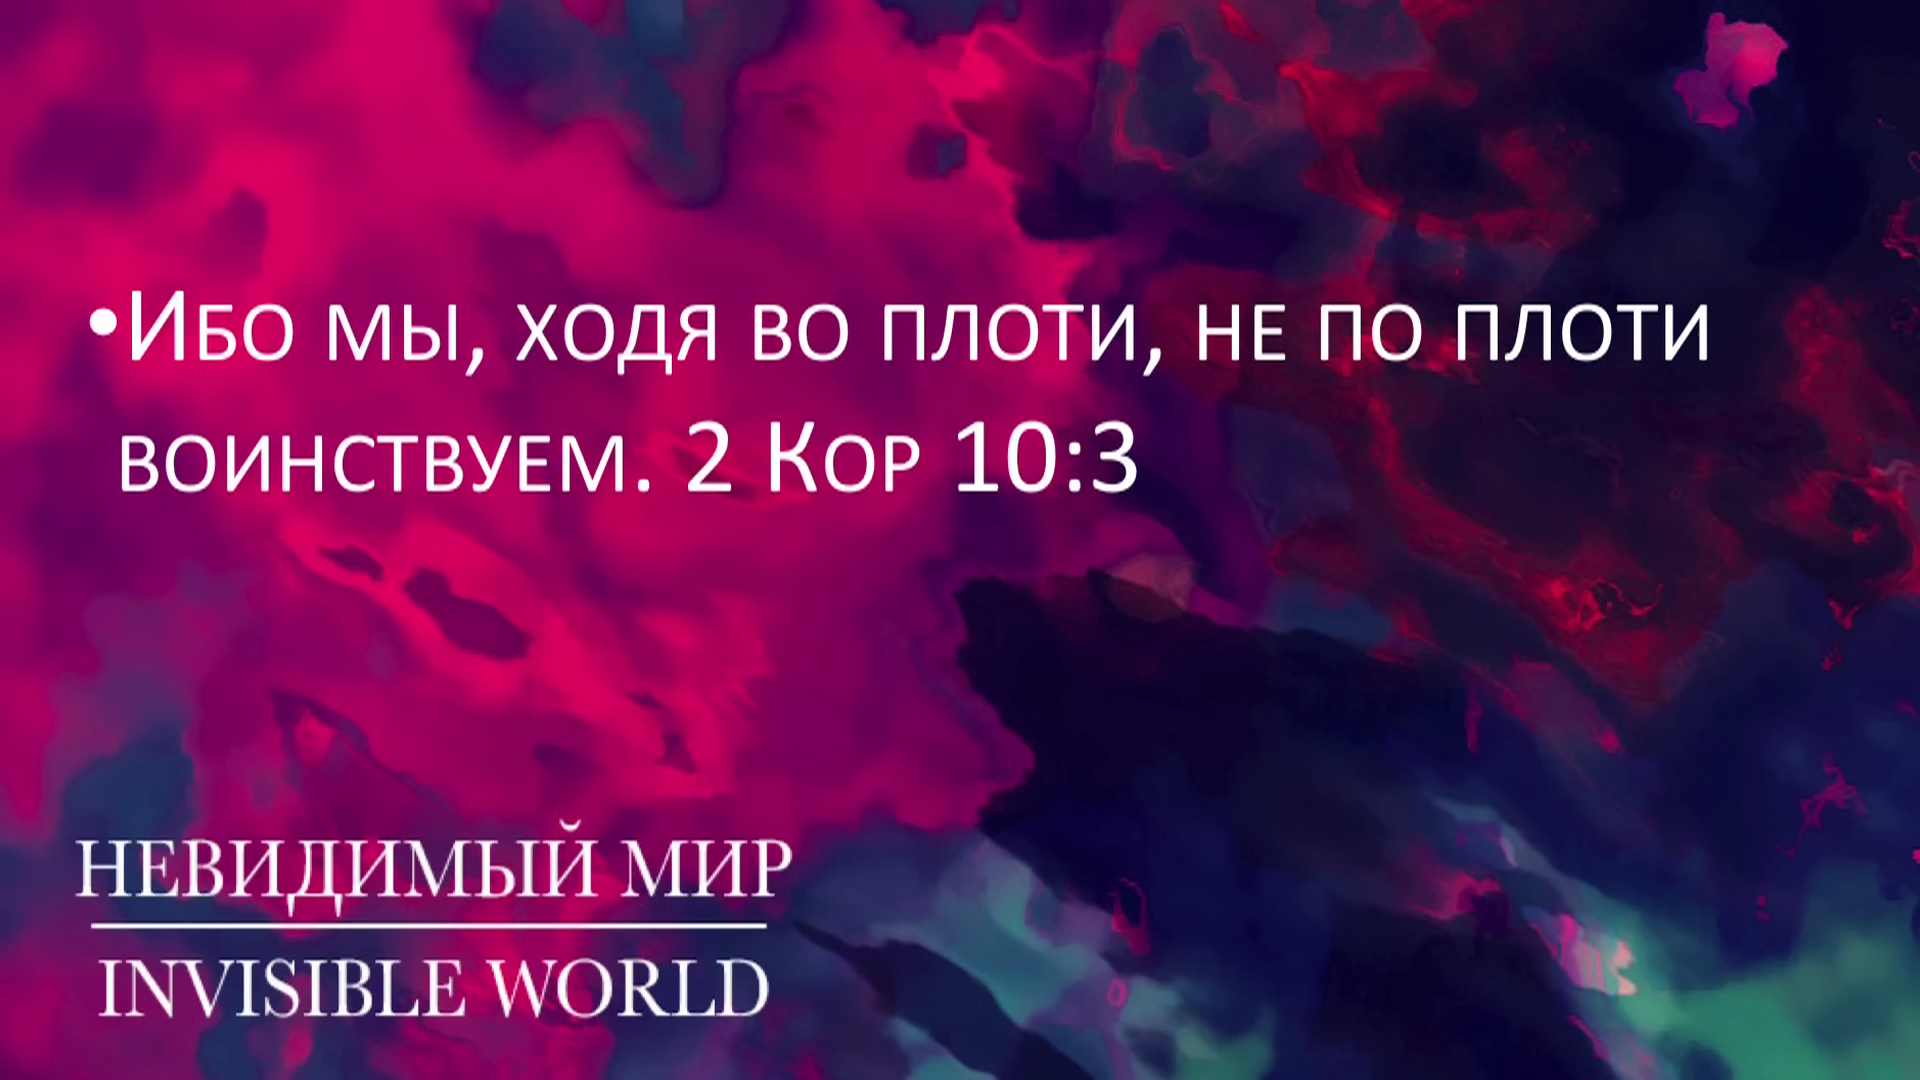 •Ибо мы, ходя во плоти, не по плоти
воинствуем. 2 Кор 10:3
НЕВИДИМЫЙ МИР
INVISIBLE WORLD